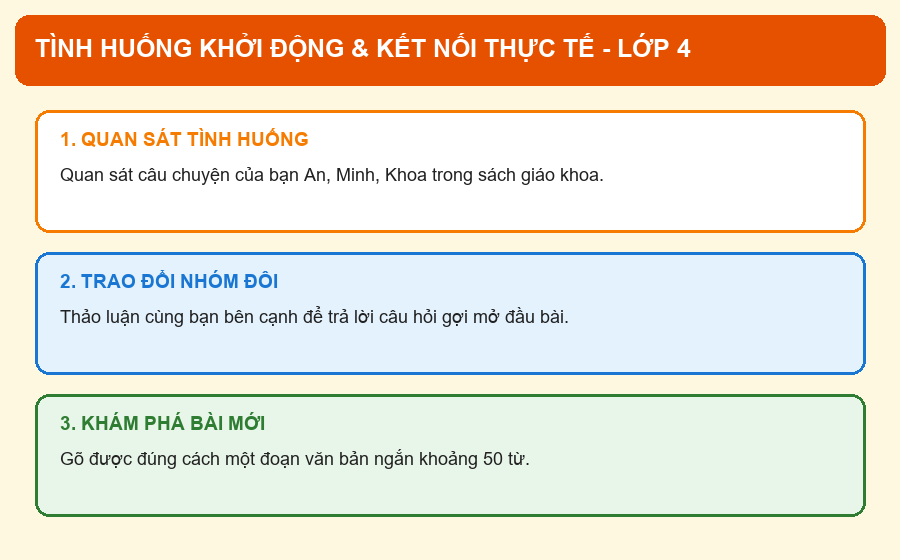 TÌNH HUỐNG KHỞI ĐỘNG & KẾT NỐI THỰC TẾ - LỚP 4
1. QUAN SÁT TÌNH HUỐNG
Quan sát câu chuyện của bạn An, Minh, Khoa trong sách giáo khoa.
2. TRAO ĐỔI NHÓM ĐÔI
Thảo luận cùng bạn bên cạnh để trả lời câu hỏi gợi mở đầu bài.
3. KHÁM PHÁ BÀI MỚI
Gõ được đúng cách một đoạn văn bản ngắn khoảng 50 từ.